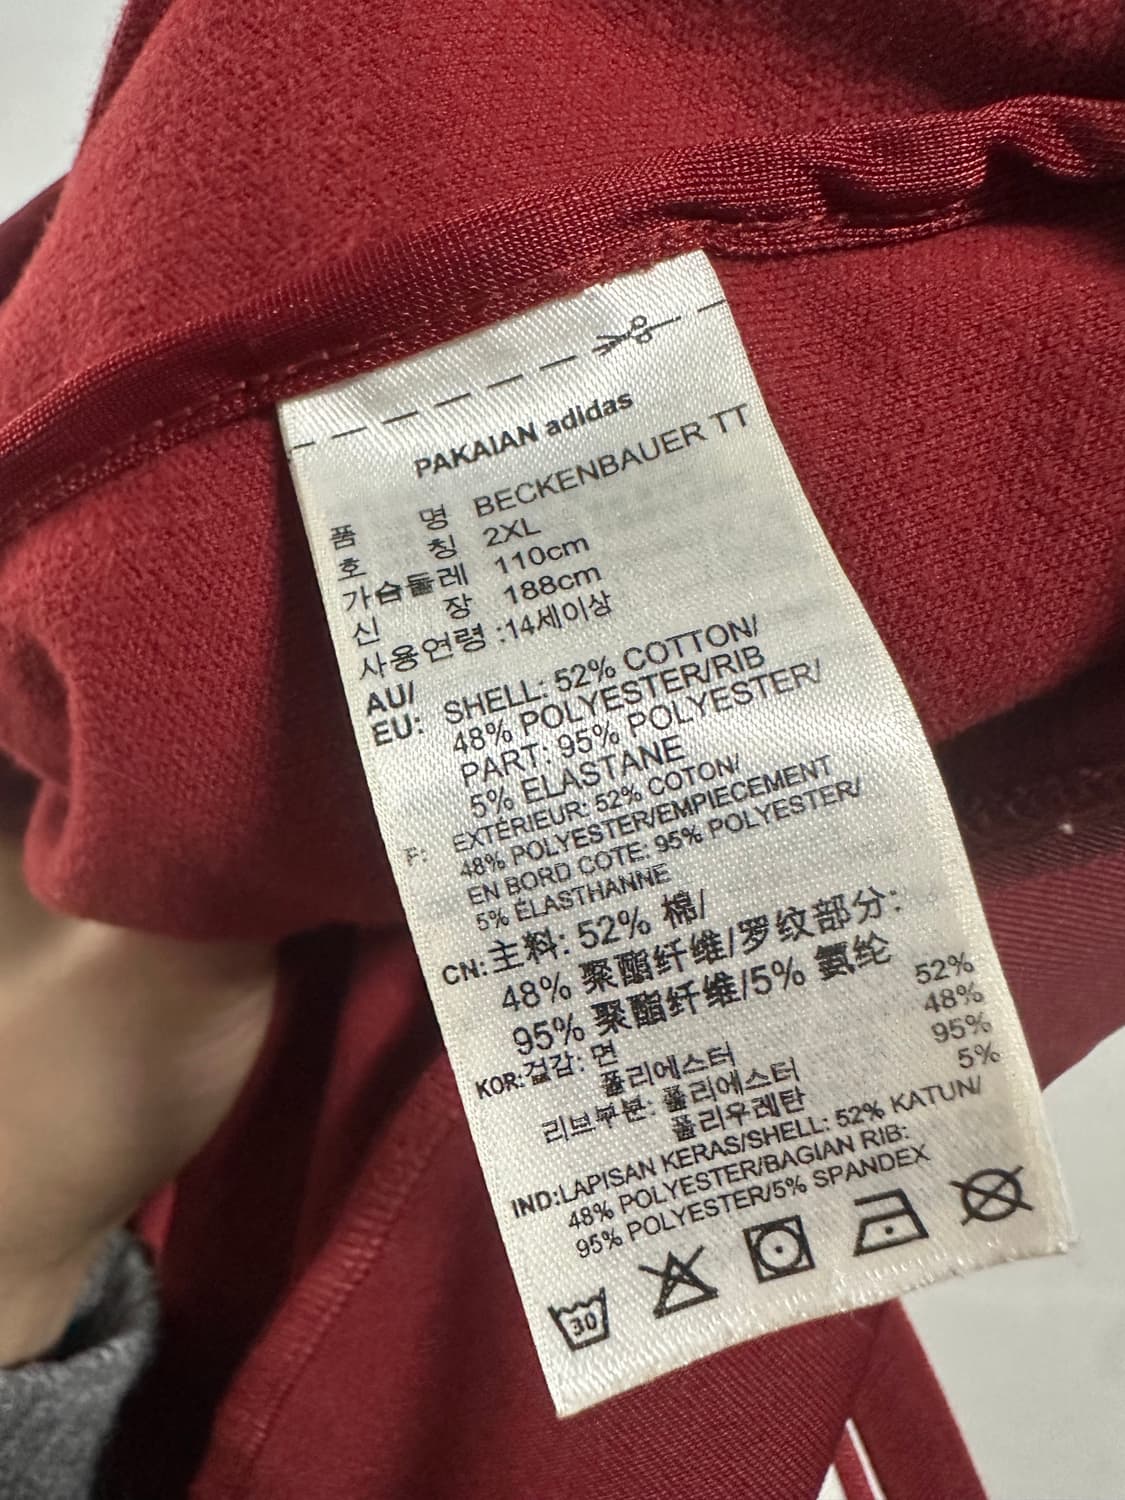 PAKAIAN adidas
품 명 BECKENBAUER TT
호 칭 2XL
가슴둘레 110cm
신 장 188cm
사용연령 :14세이상
AU/
EU: SHELL: 52% COTTON/
48% POLYESTER/RIB
PART: 95% POLYESTER/
5% ELASTANE
F: EXTÉRIEUR: 52% COTON/
48% POLYESTER/EMPIECEMENT
EN BORD COTE: 95% POLYESTER/
5% ÉLASTHANNE
CN:主料: 52% 棉/
48% 聚酯纤维/罗纹部分:
95% 聚酯纤维/5% 氨纶
KOR:겉감: 면 52%
폴리에스터 48%
리브부분: 폴리에스터 95%
폴리우레탄 5%
IND:LAPISAN KERAS/SHELL: 52% KATUN/
48% POLYESTER/BAGIAN RIB:
95% POLYESTER/5% SPANDEX
30